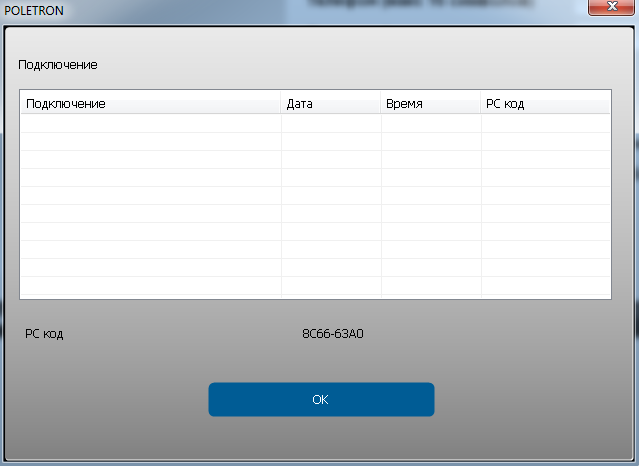 POLETRON
Подключение
Подключение Дата Время PC код
PC код 8C66-63A0
OK